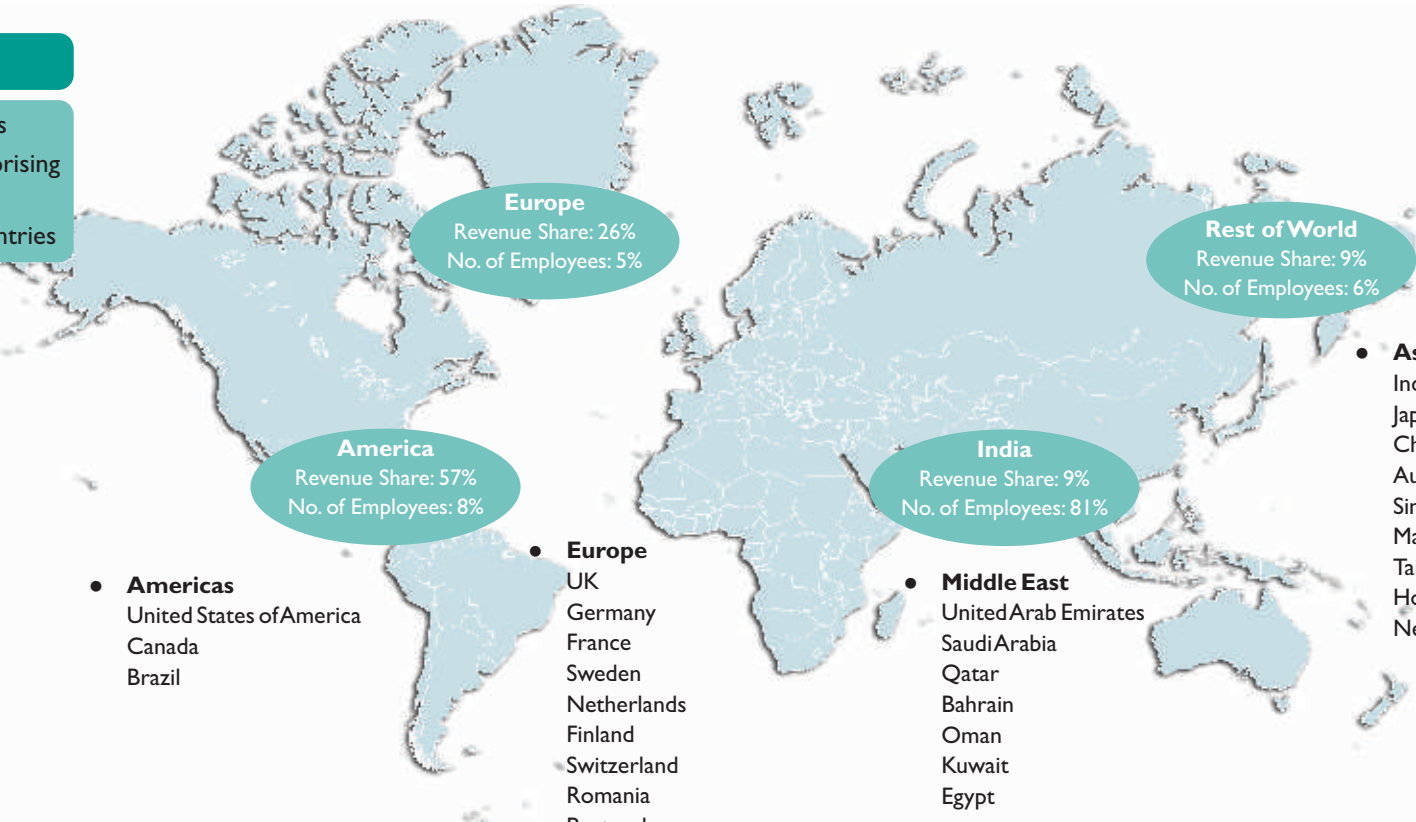 Europe
Revenue Share: 26%
No. of Employees: 5%
Rest of World
Revenue Share: 9%
No. of Employees: 6%
America
Revenue Share: 57%
No. of Employees: 8%
India
Revenue Share: 9%
No. of Employees: 81%
● Americas
United States of America
Canada
Brazil
● Europe
UK
Germany
France
Sweden
Netherlands
Finland
Switzerland
Romania
● Middle East
United Arab Emirates
Saudi Arabia
Qatar
Bahrain
Oman
Kuwait
Egypt